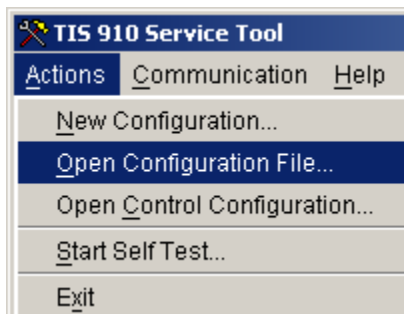 TIS 910 Service Tool
Actions Communication Help
New Configuration...
Open Configuration File...
Open Control Configuration...
Start Self Test...
Exit